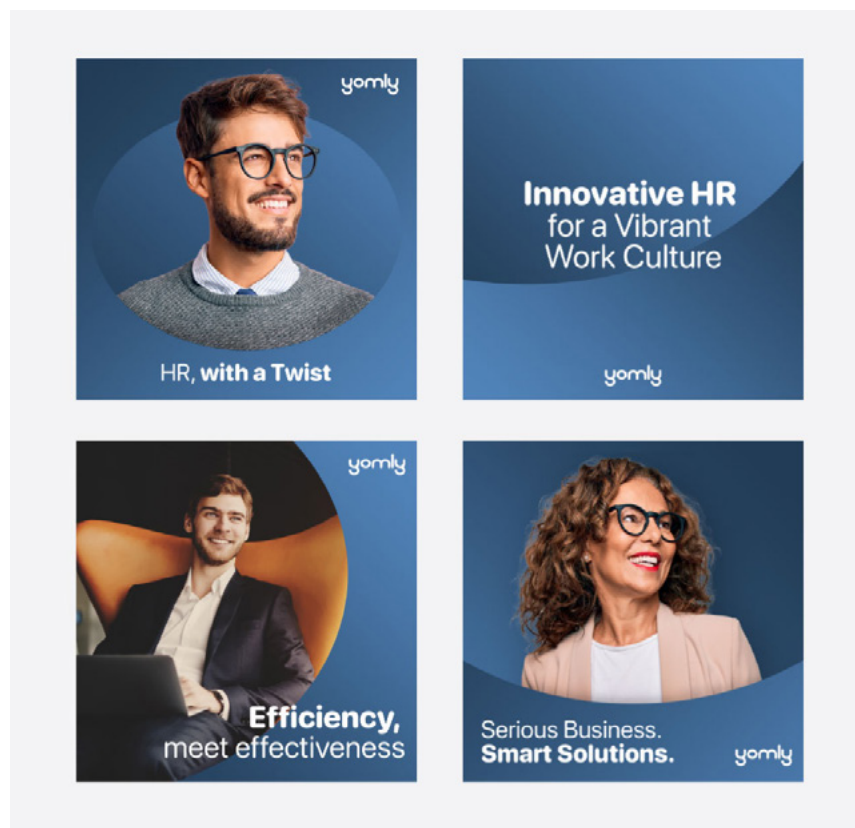 yomly
HR, with a Twist
Innovative HR
for a Vibrant
Work Culture
yomly
yomly
Efficiency,
meet effectiveness
Serious Business.
Smart Solutions.
yomly